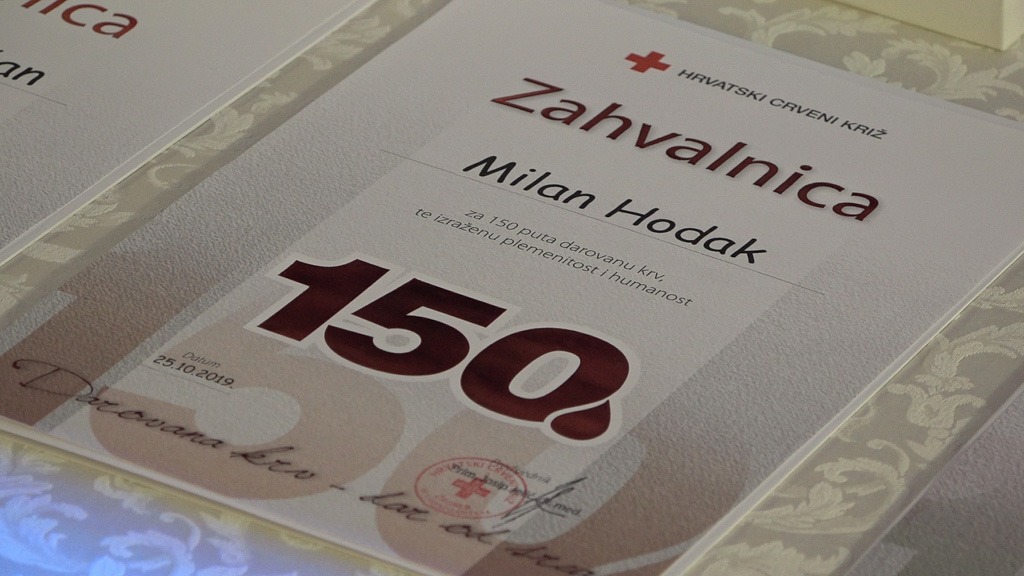 HRVATSKI CRVENI KRIŽ
Zahvalnica
Milan Hodak
za 150 puta darovanu krv,
te izraženu plemenitost i humanost
150
Datum
25.10.2019.
Darovana krv - dar od